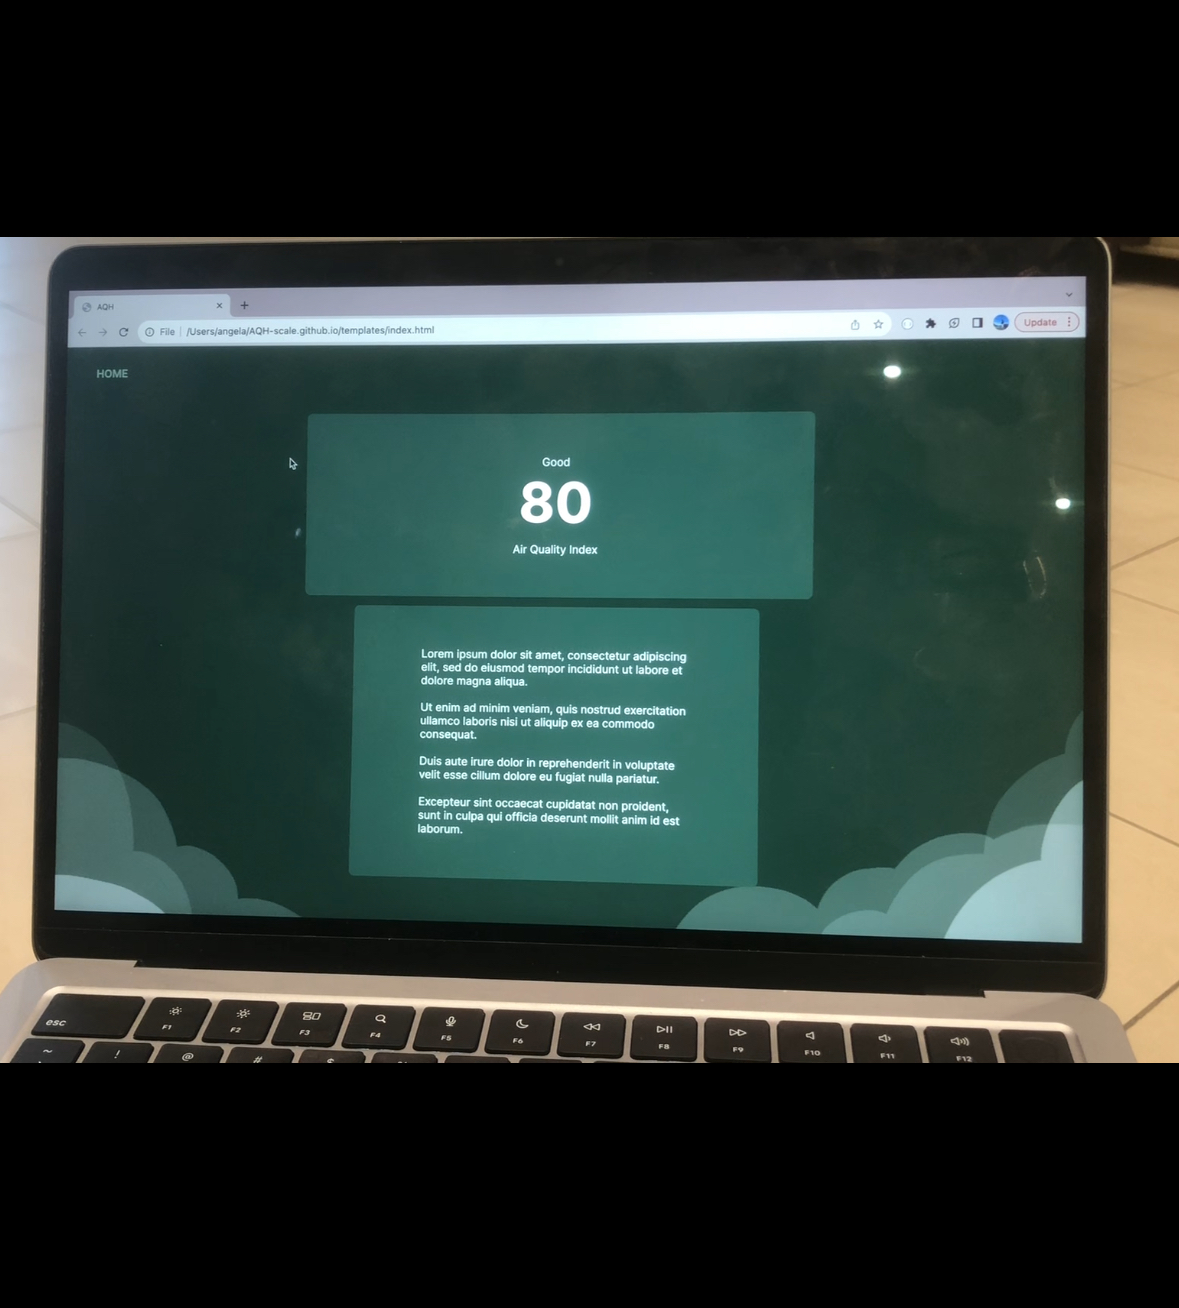 AQH
File
/Users/angela/AQH-scale.github.io/templates/index.html
Update
HOME
Good
80
Air Quality Index
Lorem ipsum dolor sit amet, consectetur adipiscing
elit, sed do eiusmod tempor incididunt ut labore et
dolore magna aliqua.
Ut enim ad minim veniam, quis nostrud exercitation
ullamco laboris nisi ut aliquip ex ea commodo
consequat.
Duis aute irure dolor in reprehenderit in voluptate
velit esse cillum dolore eu fugiat nulla pariatur.
Excepteur sint occaecat cupidatat non proident,
sunt in culpa qui officia deserunt mollit anim id est
laborum.
esc F1 F2 F3 F4 F5 F6 F7 F8 F9 F10 F11 F12
~ ! @ #